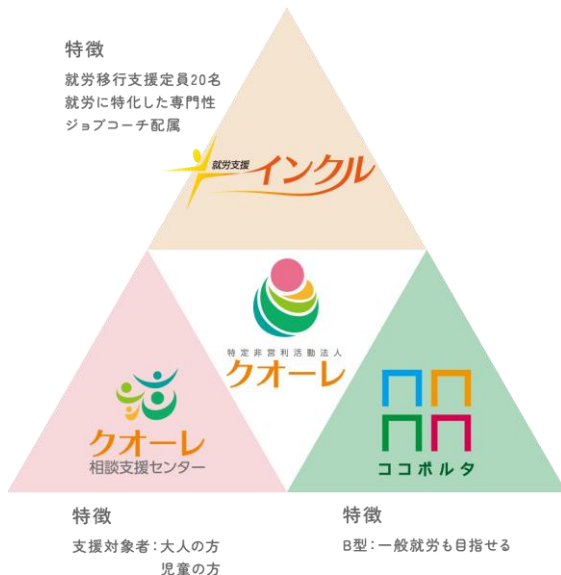 特徴
就労移行支援定員20名
就労に特化した専門性
ジョブコーチ配属
就労支援 インクル
特定非営利活動法人
クオーレ
クオーレ
相談支援センター
ココポルタ
特徴
支援対象者：大人の方
児童の方
特徴
B型：一般就労も目指せる